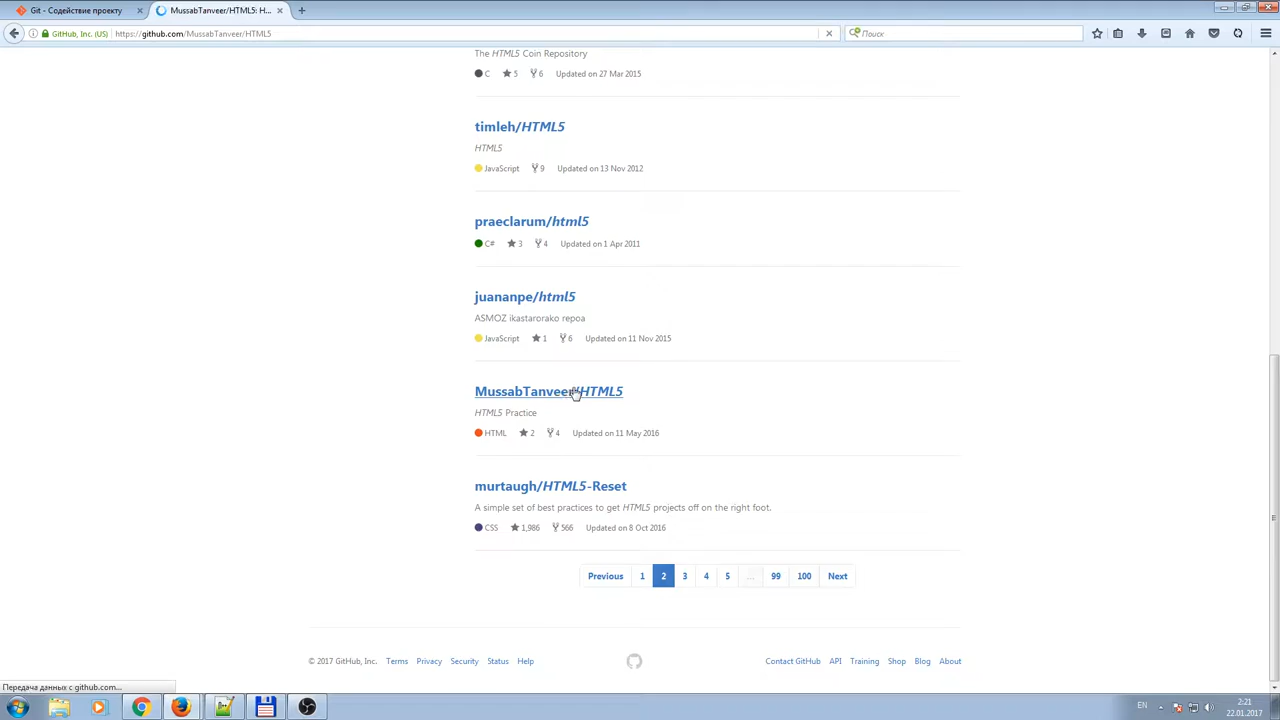 Git - Содействие проекту
MussabTanveer/HTML5: H...
GitHub, Inc. (US)
https://github.com/MussabTanveer/HTML5
Поиск
The HTML5 Coin Repository
C 5 6 Updated on 27 Mar 2015
timleh/HTML5
HTML5
JavaScript 9 Updated on 13 Nov 2012
praeclarum/html5
C# 3 4 Updated on 1 Apr 2011
juananpe/html5
ASMOZ ikastarorako repoa
JavaScript 1 6 Updated on 11 Nov 2015
MussabTanveer/HTML5
HTML5 Practice
HTML 2 4 Updated on 11 May 2016
murtaugh/HTML5-Reset
A simple set of best practices to get HTML5 projects off on the right foot.
CSS 1,986 566 Updated on 8 Oct 2016
Previous 1 2 3 4 5 ... 99 100 Next
© 2017 GitHub, Inc. Terms Privacy Security Status Help
Contact GitHub API Training Shop Blog About
Передача данных с github.com...
EN
2:21
22.01.2017